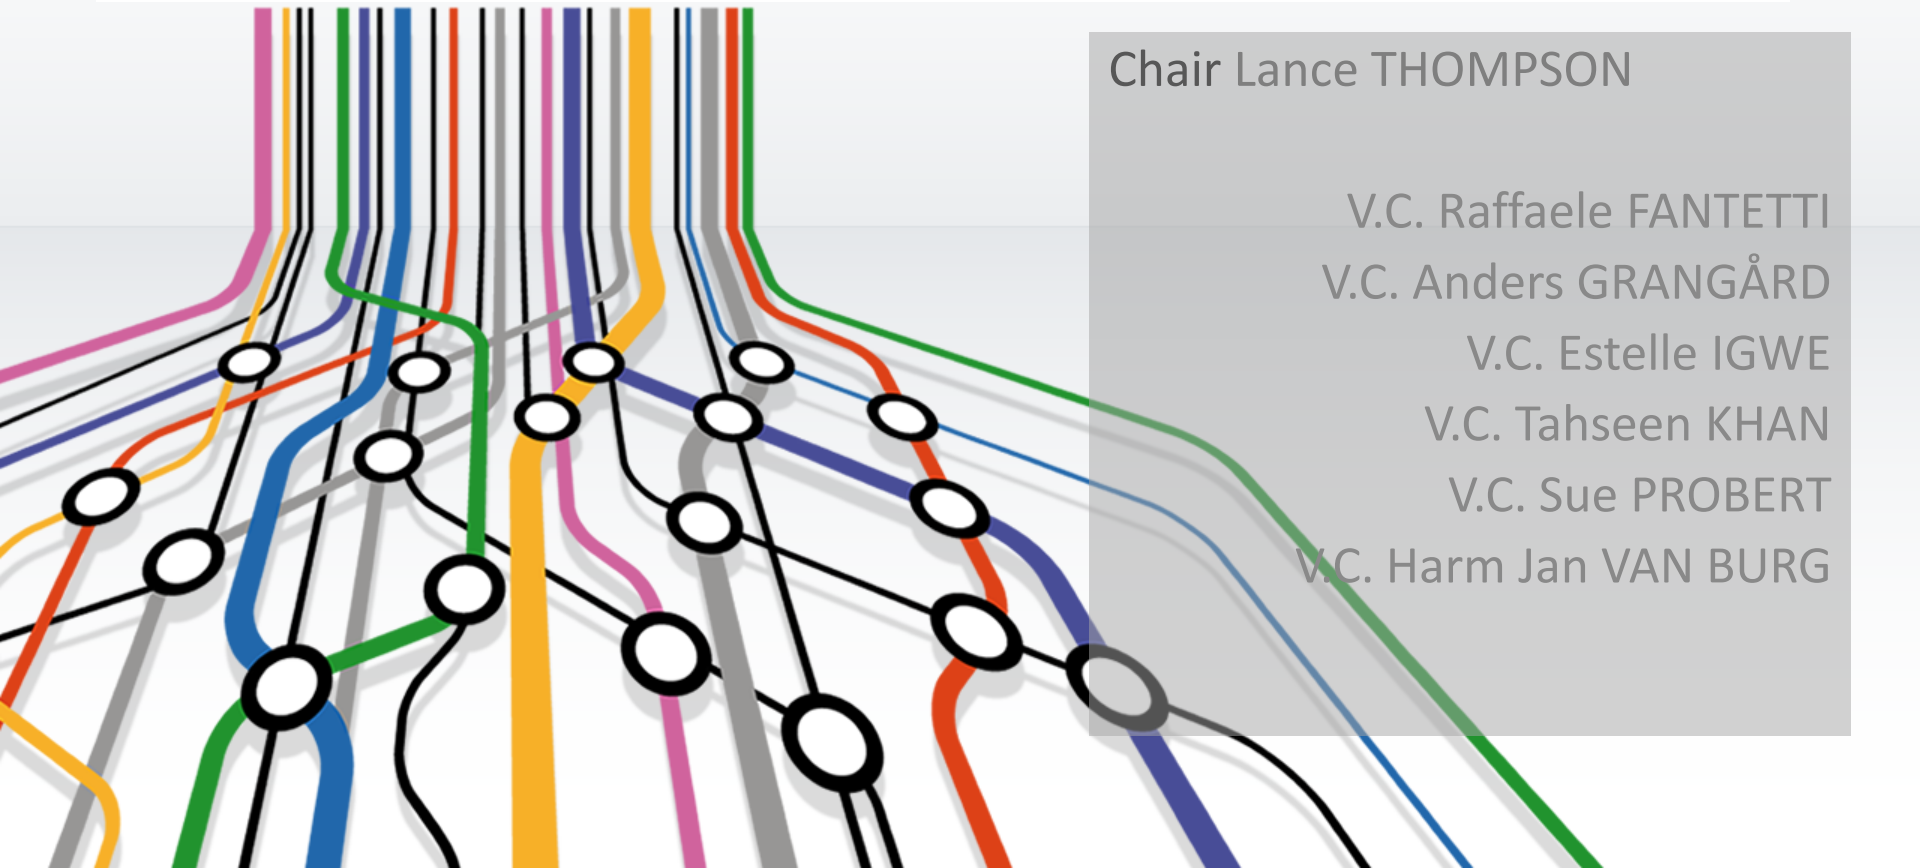 Chair Lance THOMPSON
V.C. Raffaele FANTETTI
V.C. Anders GRANGÅRD
V.C. Estelle IGWE
V.C. Tahseen KHAN
V.C. Sue PROBERT
V.C. Harm Jan VAN BURG